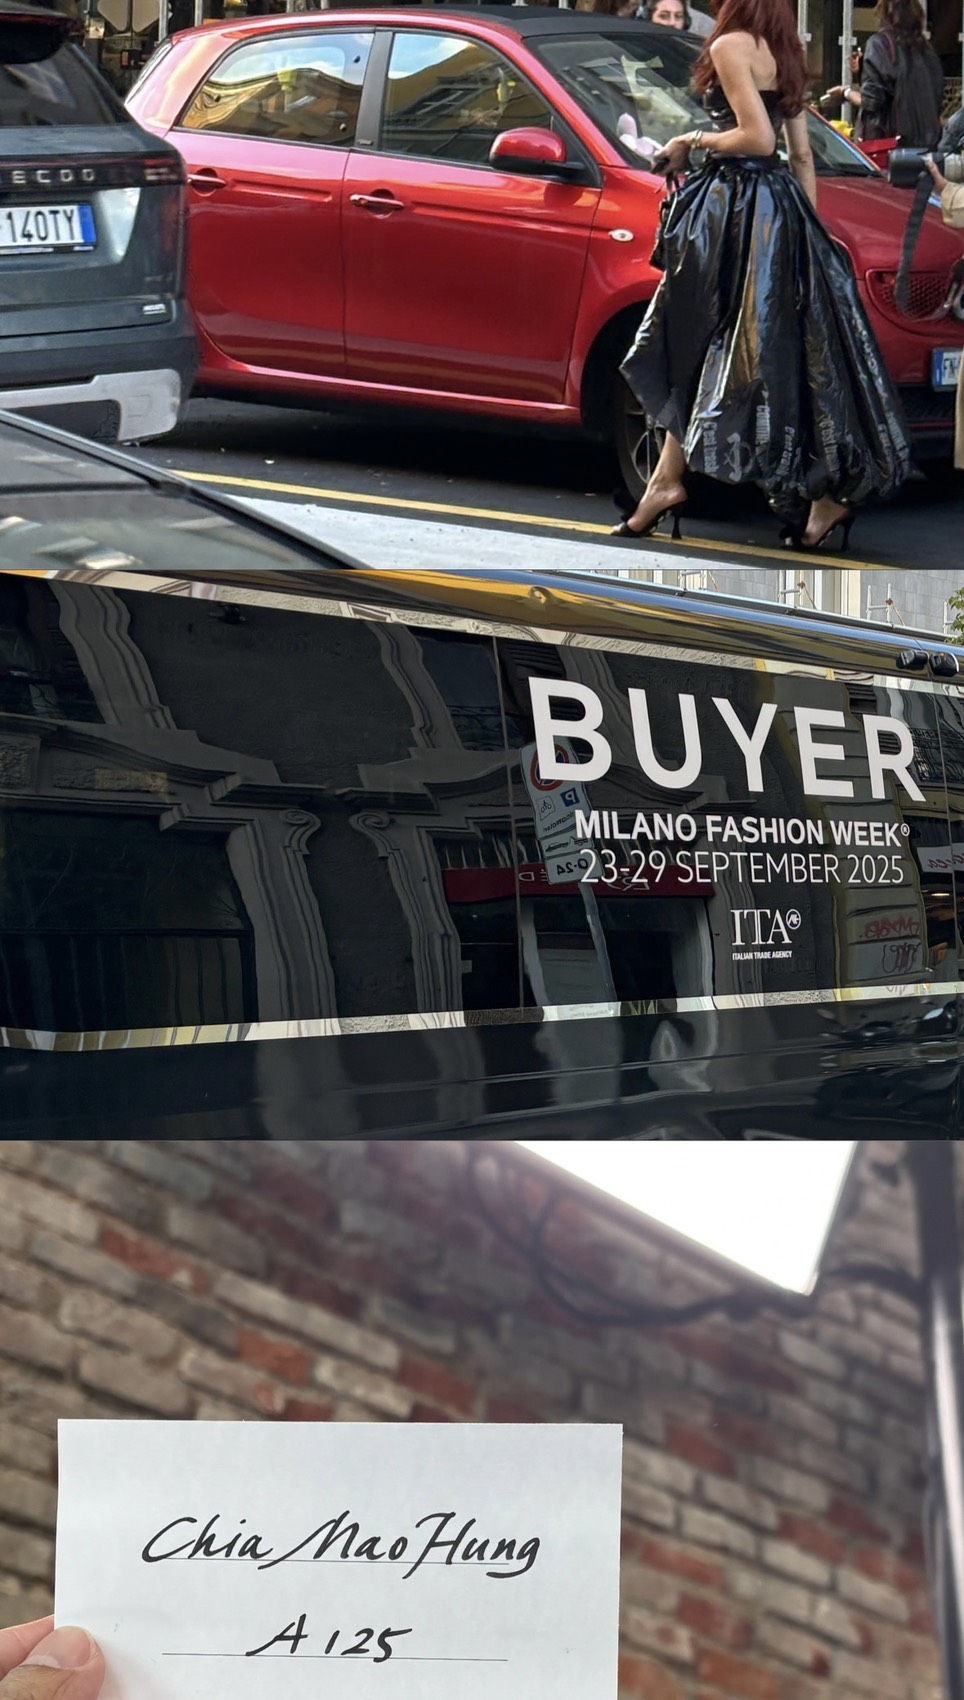 ECOO
140TY
BUYER
MILANO FASHION WEEK®
23-29 SEPTEMBER 2025
ITA
ITALIAN TRADE AGENCY
Chia Mao Hung
A 125